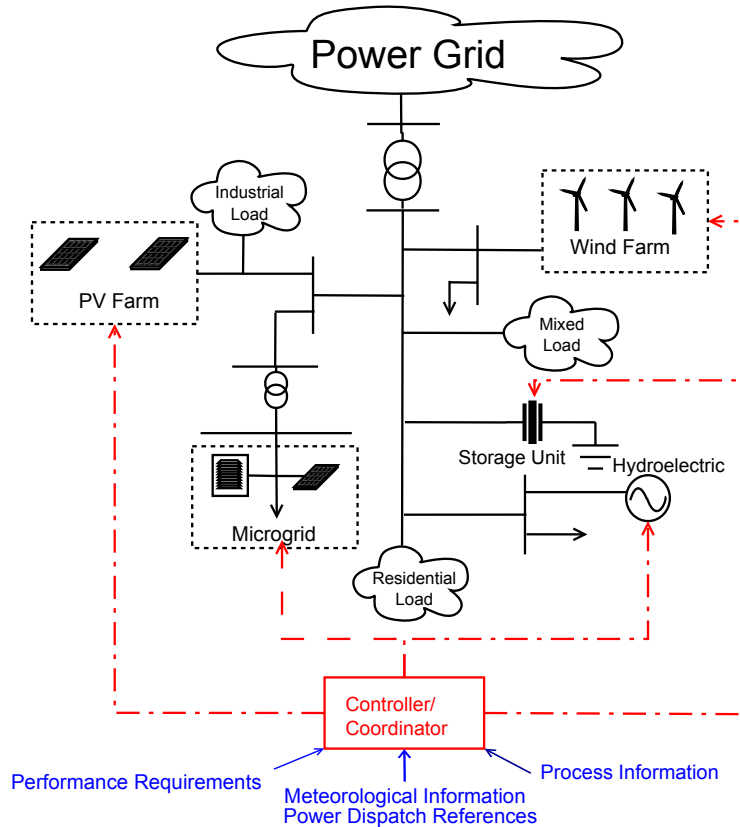 Power Grid
Industrial
Load
Wind Farm
PV Farm
Mixed
Load
Storage Unit
Hydroelectric
Microgrid
Residential
Load
Controller/
Coordinator
Performance Requirements
Process Information
Meteorological Information
Power Dispatch References